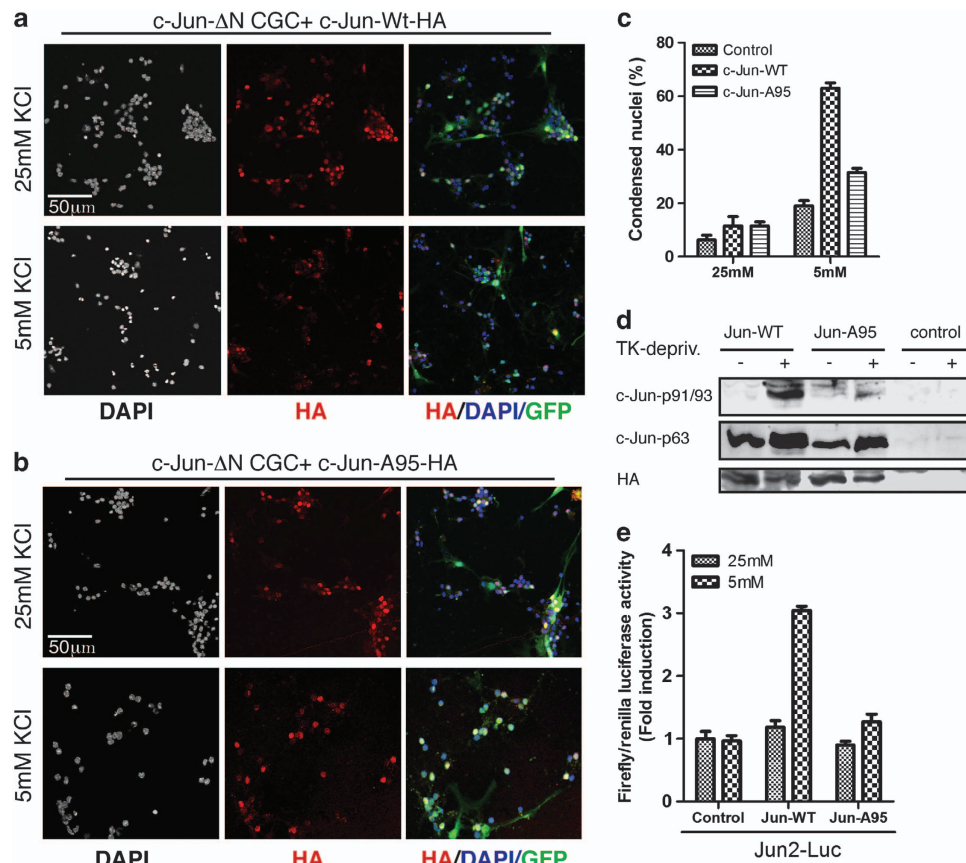 a
c-Jun-ΔN CGC+ c-Jun-Wt-HA
25mM KCl
50μm
5mM KCl
DAPI
HA
HA/DAPI/GFP
b
c-Jun-ΔN CGC+ c-Jun-A95-HA
25mM KCl
50μm
5mM KCl
DAPI
HA
HA/DAPI/GFP
c
Condensed nuclei (%)
80
60
40
20
0
Control
c-Jun-WT
c-Jun-A95
25mM
5mM
d
Jun-WT Jun-A95 control
TK-depriv. - + - + - +
c-Jun-p91/93
c-Jun-p63
HA
e
Firefly/renilla luciferase activity
(Fold induction)
4
3
2
1
0
25mM
5mM
Control Jun-WT Jun-A95
Jun2-Luc